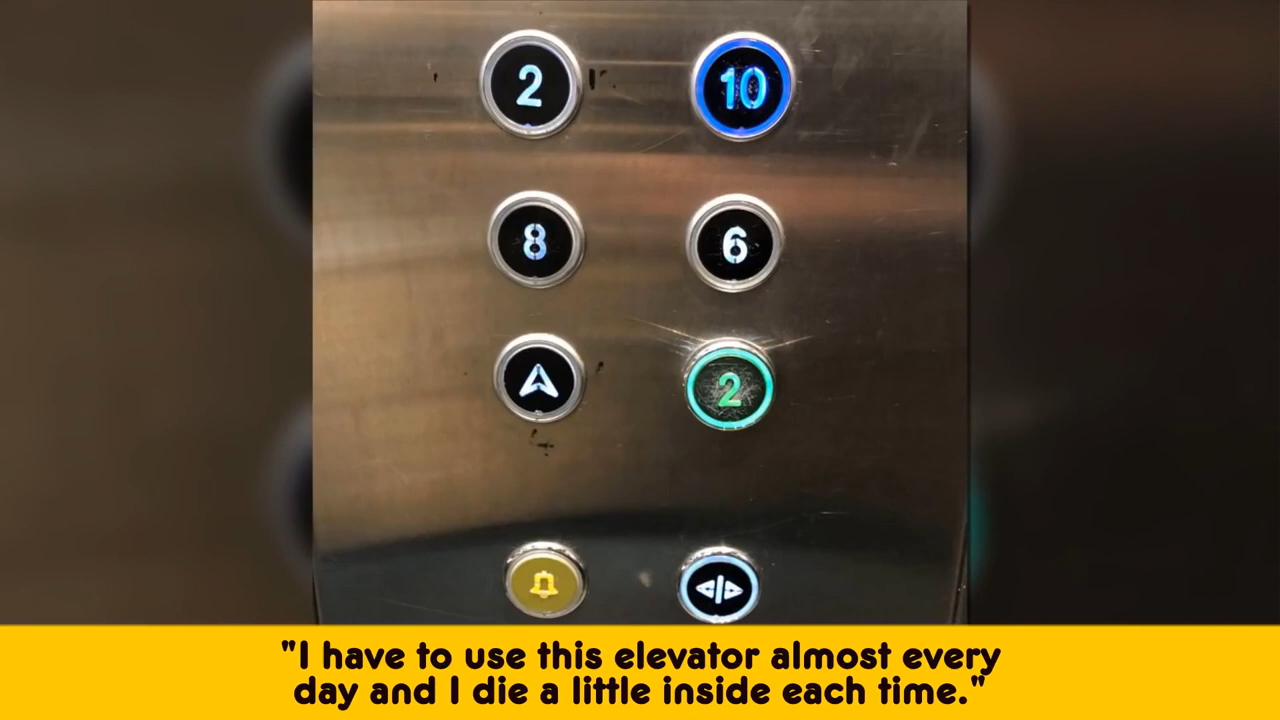 2 10
8 6
2
"I have to use this elevator almost every
day and I die a little inside each time."